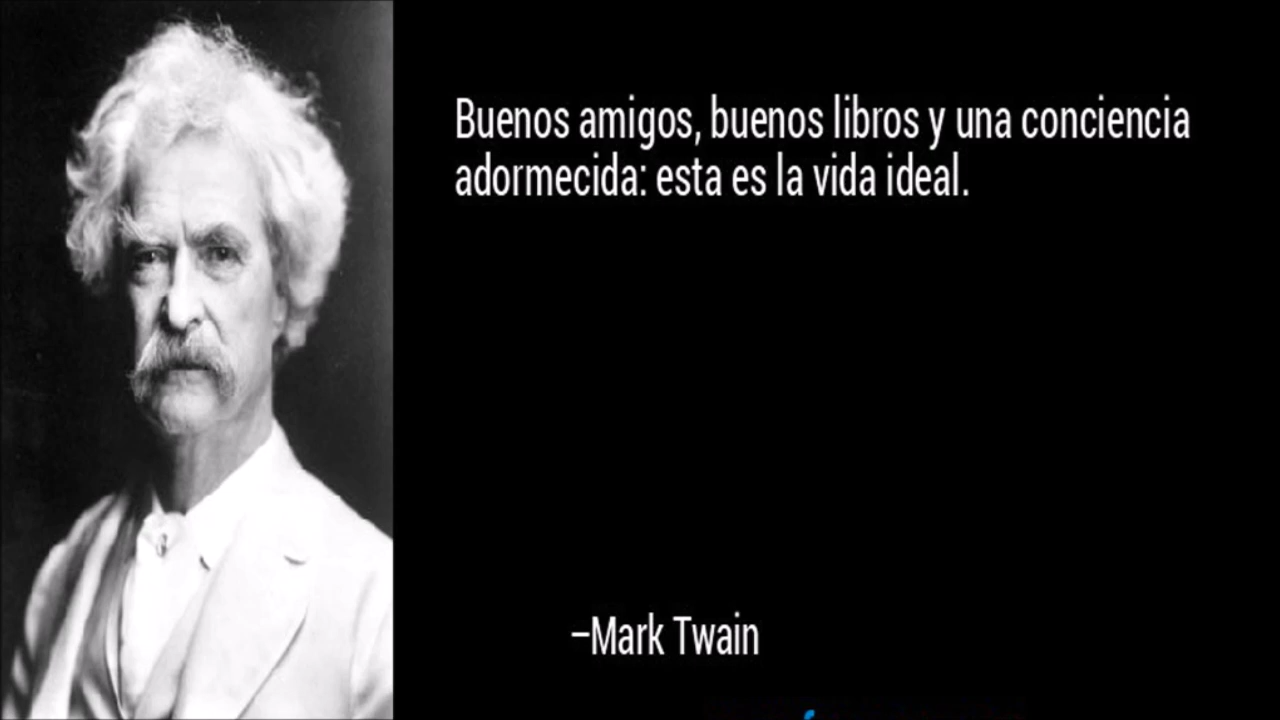 Buenos amigos, buenos libros y una conciencia
adormecida: esta es la vida ideal.
–Mark Twain